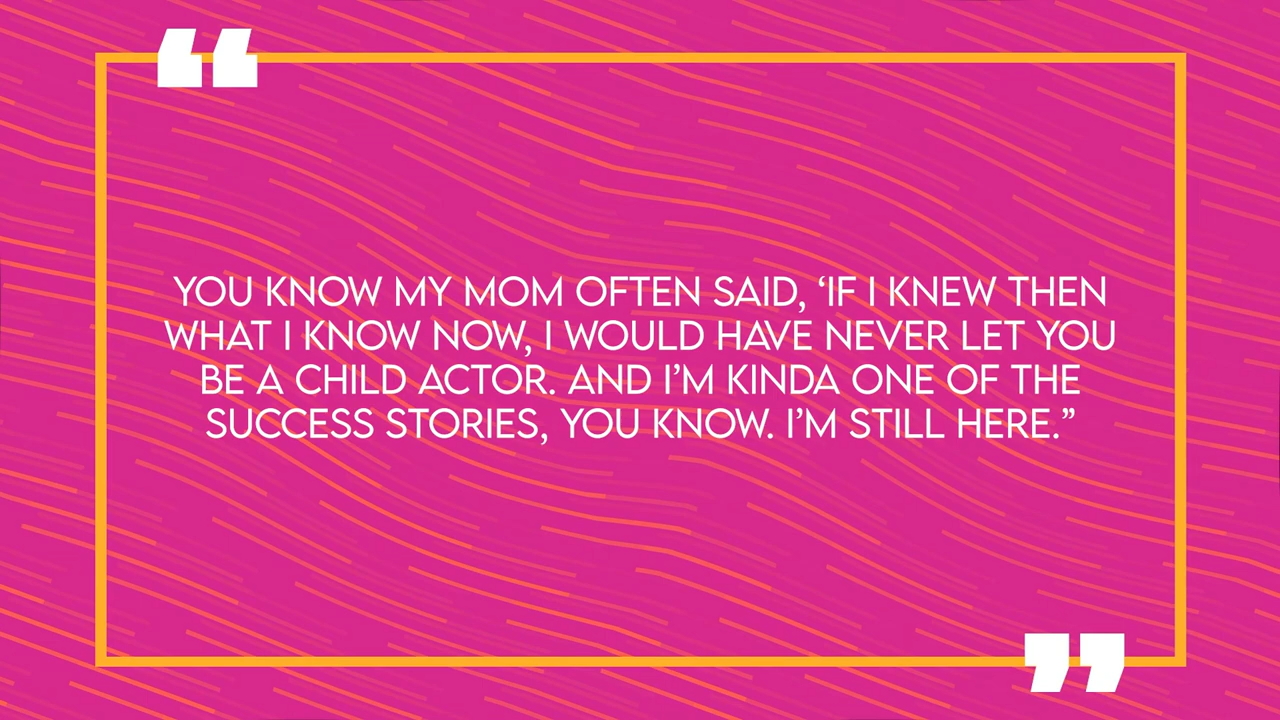 “
YOU KNOW MY MOM OFTEN SAID, ‘IF I KNEW THEN
WHAT I KNOW NOW, I WOULD HAVE NEVER LET YOU
BE A CHILD ACTOR. AND I’M KINDA ONE OF THE
SUCCESS STORIES, YOU KNOW. I’M STILL HERE.”
”